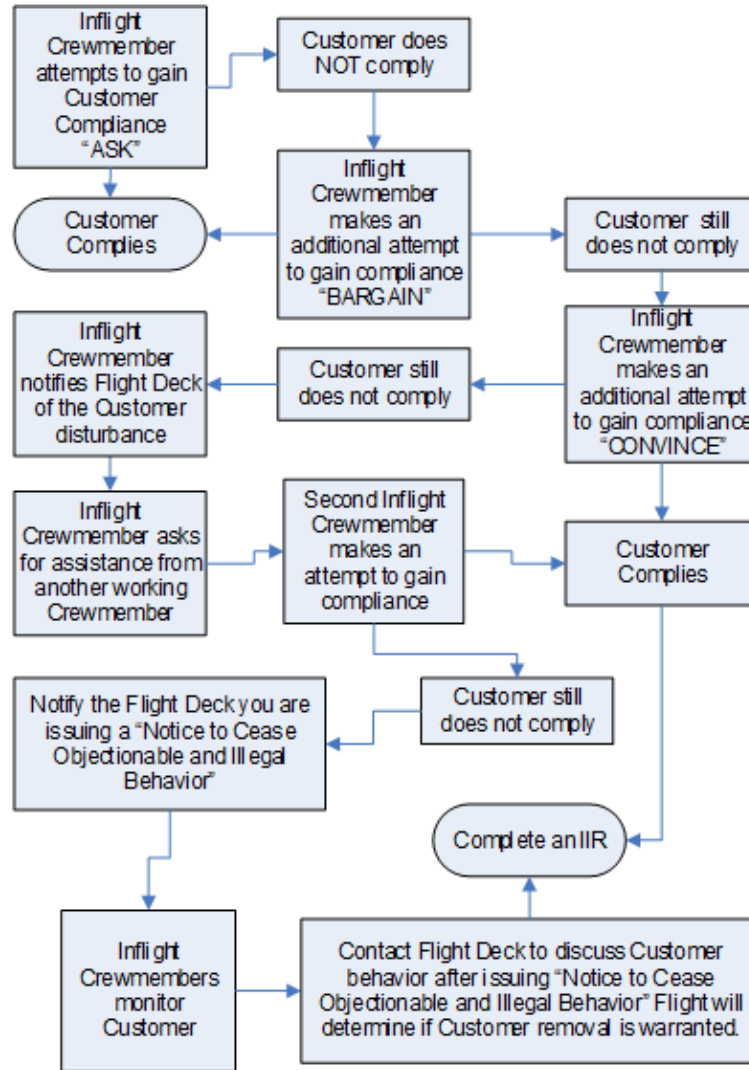 Inflight
Crewmember
attempts to gain
Customer
Compliance
"ASK"
Customer does
NOT comply
Customer
Complies
Inflight
Crewmember
makes an
additional attempt
to gain compliance
"BARGAIN"
Customer still
does not comply
Inflight
Crewmember
makes an
additional attempt
to gain compliance
"CONVINCE"
Customer still
does not comply
Inflight
Crewmember
notifies Flight Deck
of the Customer
disturbance
Inflight
Crewmember asks
for assistance from
another working
Crewmember
Second Inflight
Crewmember
makes an
attempt to gain
compliance
Customer
Complies
Customer still
does not comply
Notify the Flight Deck you are
issuing a "Notice to Cease
Objectionable and Illegal
Behavior"
Complete an IIR
Inflight
Crewmembers
monitor
Customer
Contact Flight Deck to discuss Customer
behavior after issuing "Notice to Cease
Objectionable and Illegal Behavior" Flight will
determine if Customer removal is warranted.